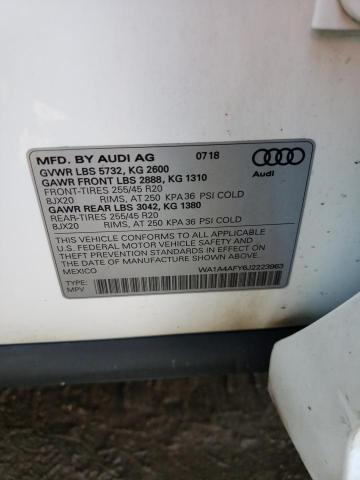 MFD. BY AUDI AG 07/18
GVWR LBS 5732, KG 2600
GAWR FRONT LBS 2888, KG 1310
FRONT-TIRES 255/45 R20
8JX20 RIMS, AT 250 KPA 36 PSI COLD
GAWR REAR LBS 3042, KG 1380
REAR-TIRES 255/45 R20
8JX20 RIMS, AT 250 KPA 36 PSI COLD
Audi
THIS VEHICLE CONFORMS TO ALL APPLICABLE
U.S. FEDERAL MOTOR VEHICLE SAFETY AND
THEFT PREVENTION STANDARDS IN EFFECT ON
THE DATE OF MANUFACTURE SHOWN ABOVE.
MEXICO WA1A4AFY6J2223963
TYPE:
MPV